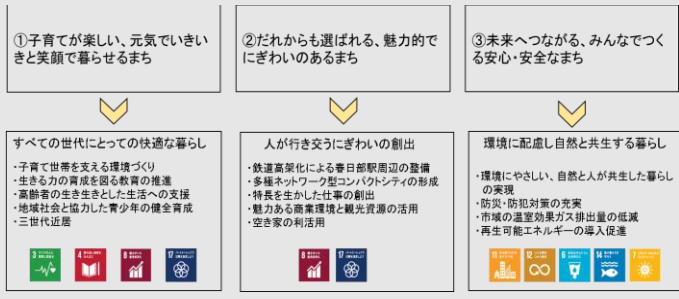 ①子育てが楽しい、元気でいきい
きと笑顔で暮らせるまち
②だれからも選ばれる、魅力的で
にぎわいのあるまち
③未来へつながる、みんなでつく
る安心・安全なまち
すべての世代にとっての快適な暮らし
・子育て世帯を支える環境づくり
・生きる力の育成を図る教育の推進
・高齢者の生き生きとした生活への支援
・地域社会と協力した青少年の健全育成
・三世代近居
3
4
8
17
人が行き交うにぎわいの創出
・鉄道高架化による春日部駅周辺の整備
・多極ネットワーク型コンパクトシティの形成
・特長を生かした仕事の創出
・魅力ある商業環境と観光資源の活用
・空き家の利活用
8
17
環境に配慮し自然と共生する暮らし
・環境にやさしい、自然と人が共生した暮らし
の実現
・防災・防犯対策の充実
・市域の温室効果ガス排出量の低減
・再生可能エネルギーの導入促進
11
12
6
14
7